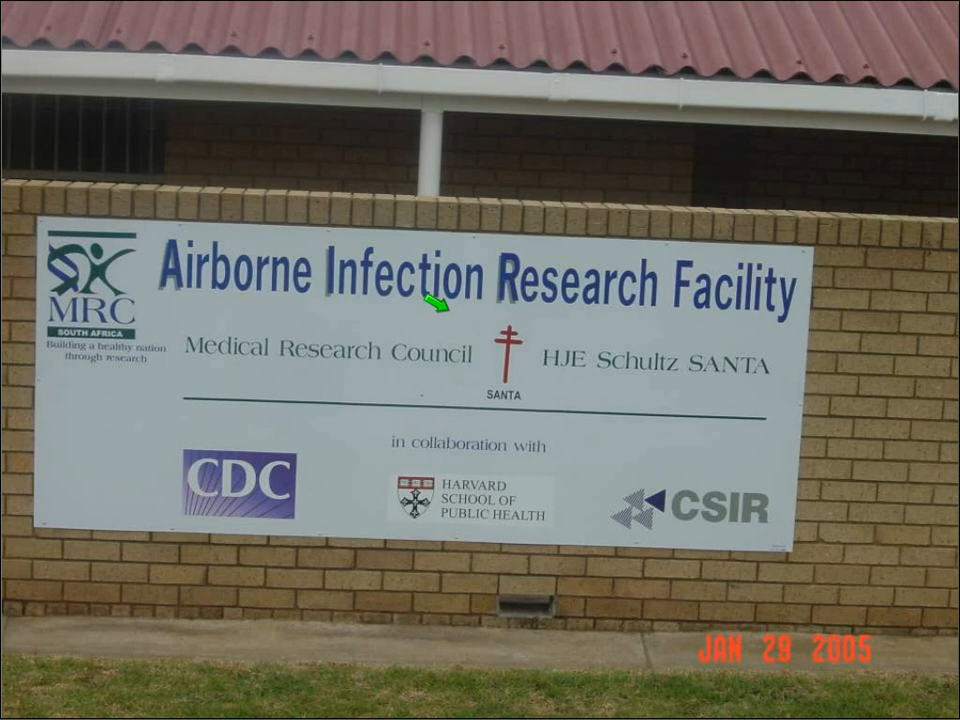 Airborne Infection Research Facility
MRC
SOUTH AFRICA
Building a healthy nation
through research
Medical Research Council
SANTA
HJE Schultz SANTA
in collaboration with
CDC
HARVARD
SCHOOL OF
PUBLIC HEALTH
CSIR
JAN 29 2005